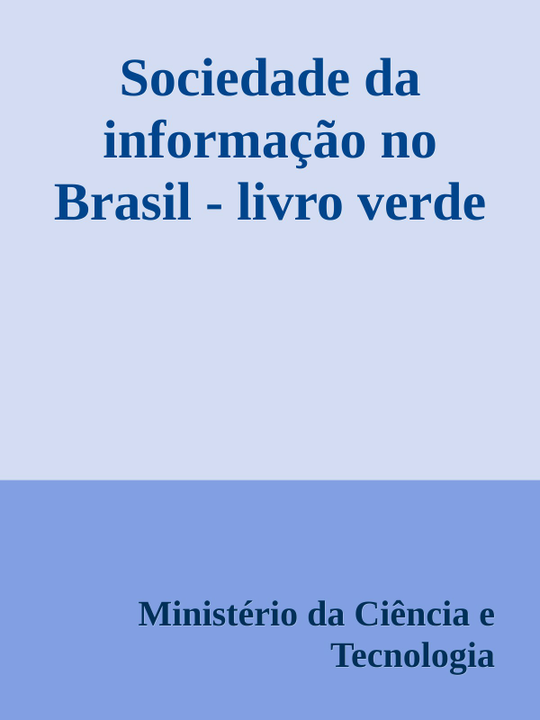 Sociedade da
informação no
Brasil - livro verde
Ministério da Ciência e
Tecnologia